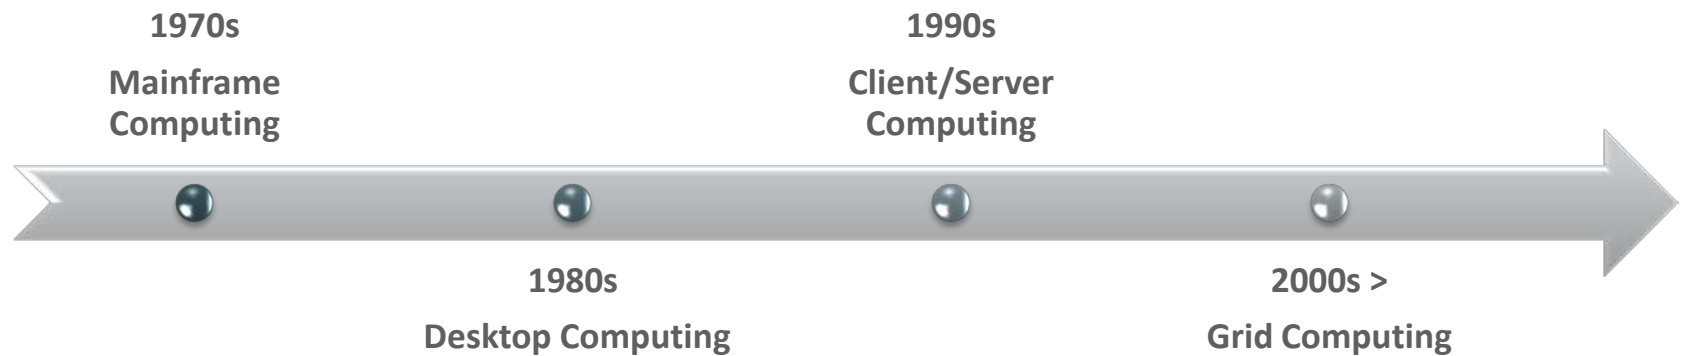 1970s
Mainframe
Computing
1980s
Desktop Computing
1990s
Client/Server
Computing
2000s >
Grid Computing